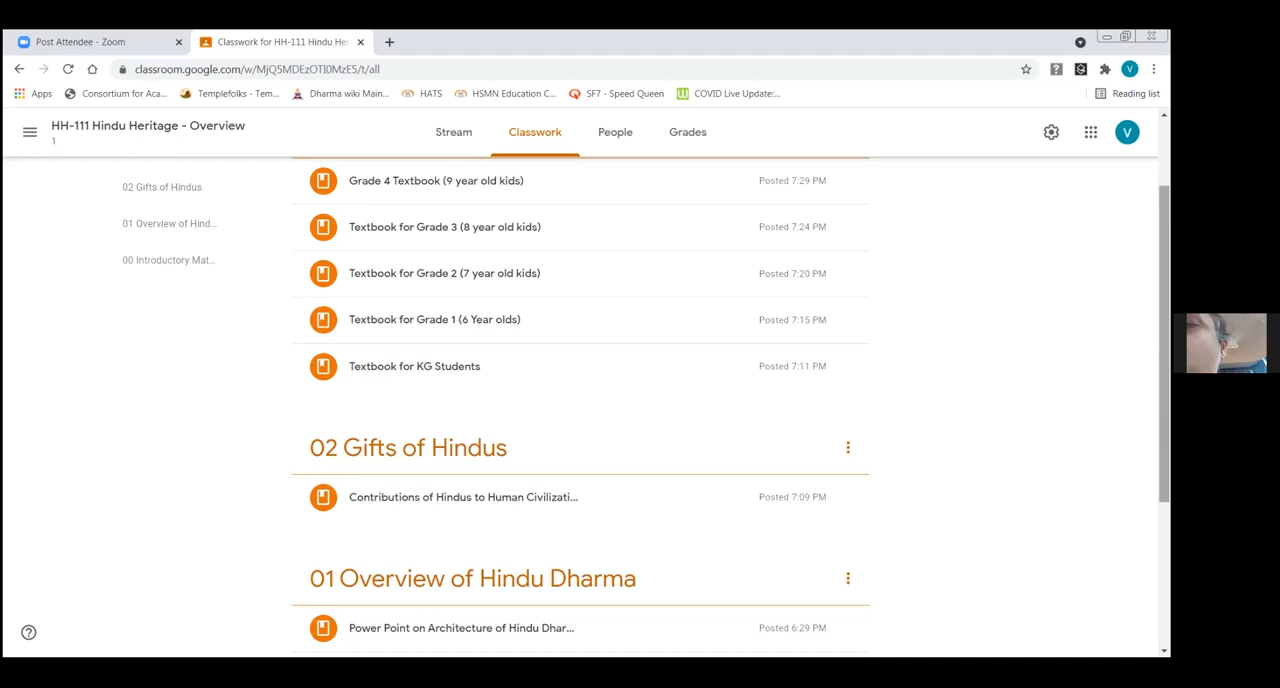 Post Attendee - Zoom
Classwork for HH-111 Hindu Her
classroom.google.com/w/MjQ5MDEzOTI0MzE5/t/all
V
Apps
Consortium for Aca...
Templefolks - Tem...
Dharma wiki Main...
HATS
HSMN Education C...
SF7 - Speed Queen
COVID Live Update:...
Reading list
HH-111 Hindu Heritage - Overview
1
Stream
Classwork
People
Grades
V
02 Gifts of Hindus
01 Overview of Hind...
00 Introductory Mat...
Grade 4 Textbook (9 year old kids)
Posted 7:29 PM
Textbook for Grade 3 (8 year old kids)
Posted 7:24 PM
Textbook for Grade 2 (7 year old kids)
Posted 7:20 PM
Textbook for Grade 1 (6 Year olds)
Posted 7:15 PM
Textbook for KG Students
Posted 7:11 PM
02 Gifts of Hindus
Contributions of Hindus to Human Civilizati...
Posted 7:09 PM
01 Overview of Hindu Dharma
Power Point on Architecture of Hindu Dhar...
Posted 6:29 PM